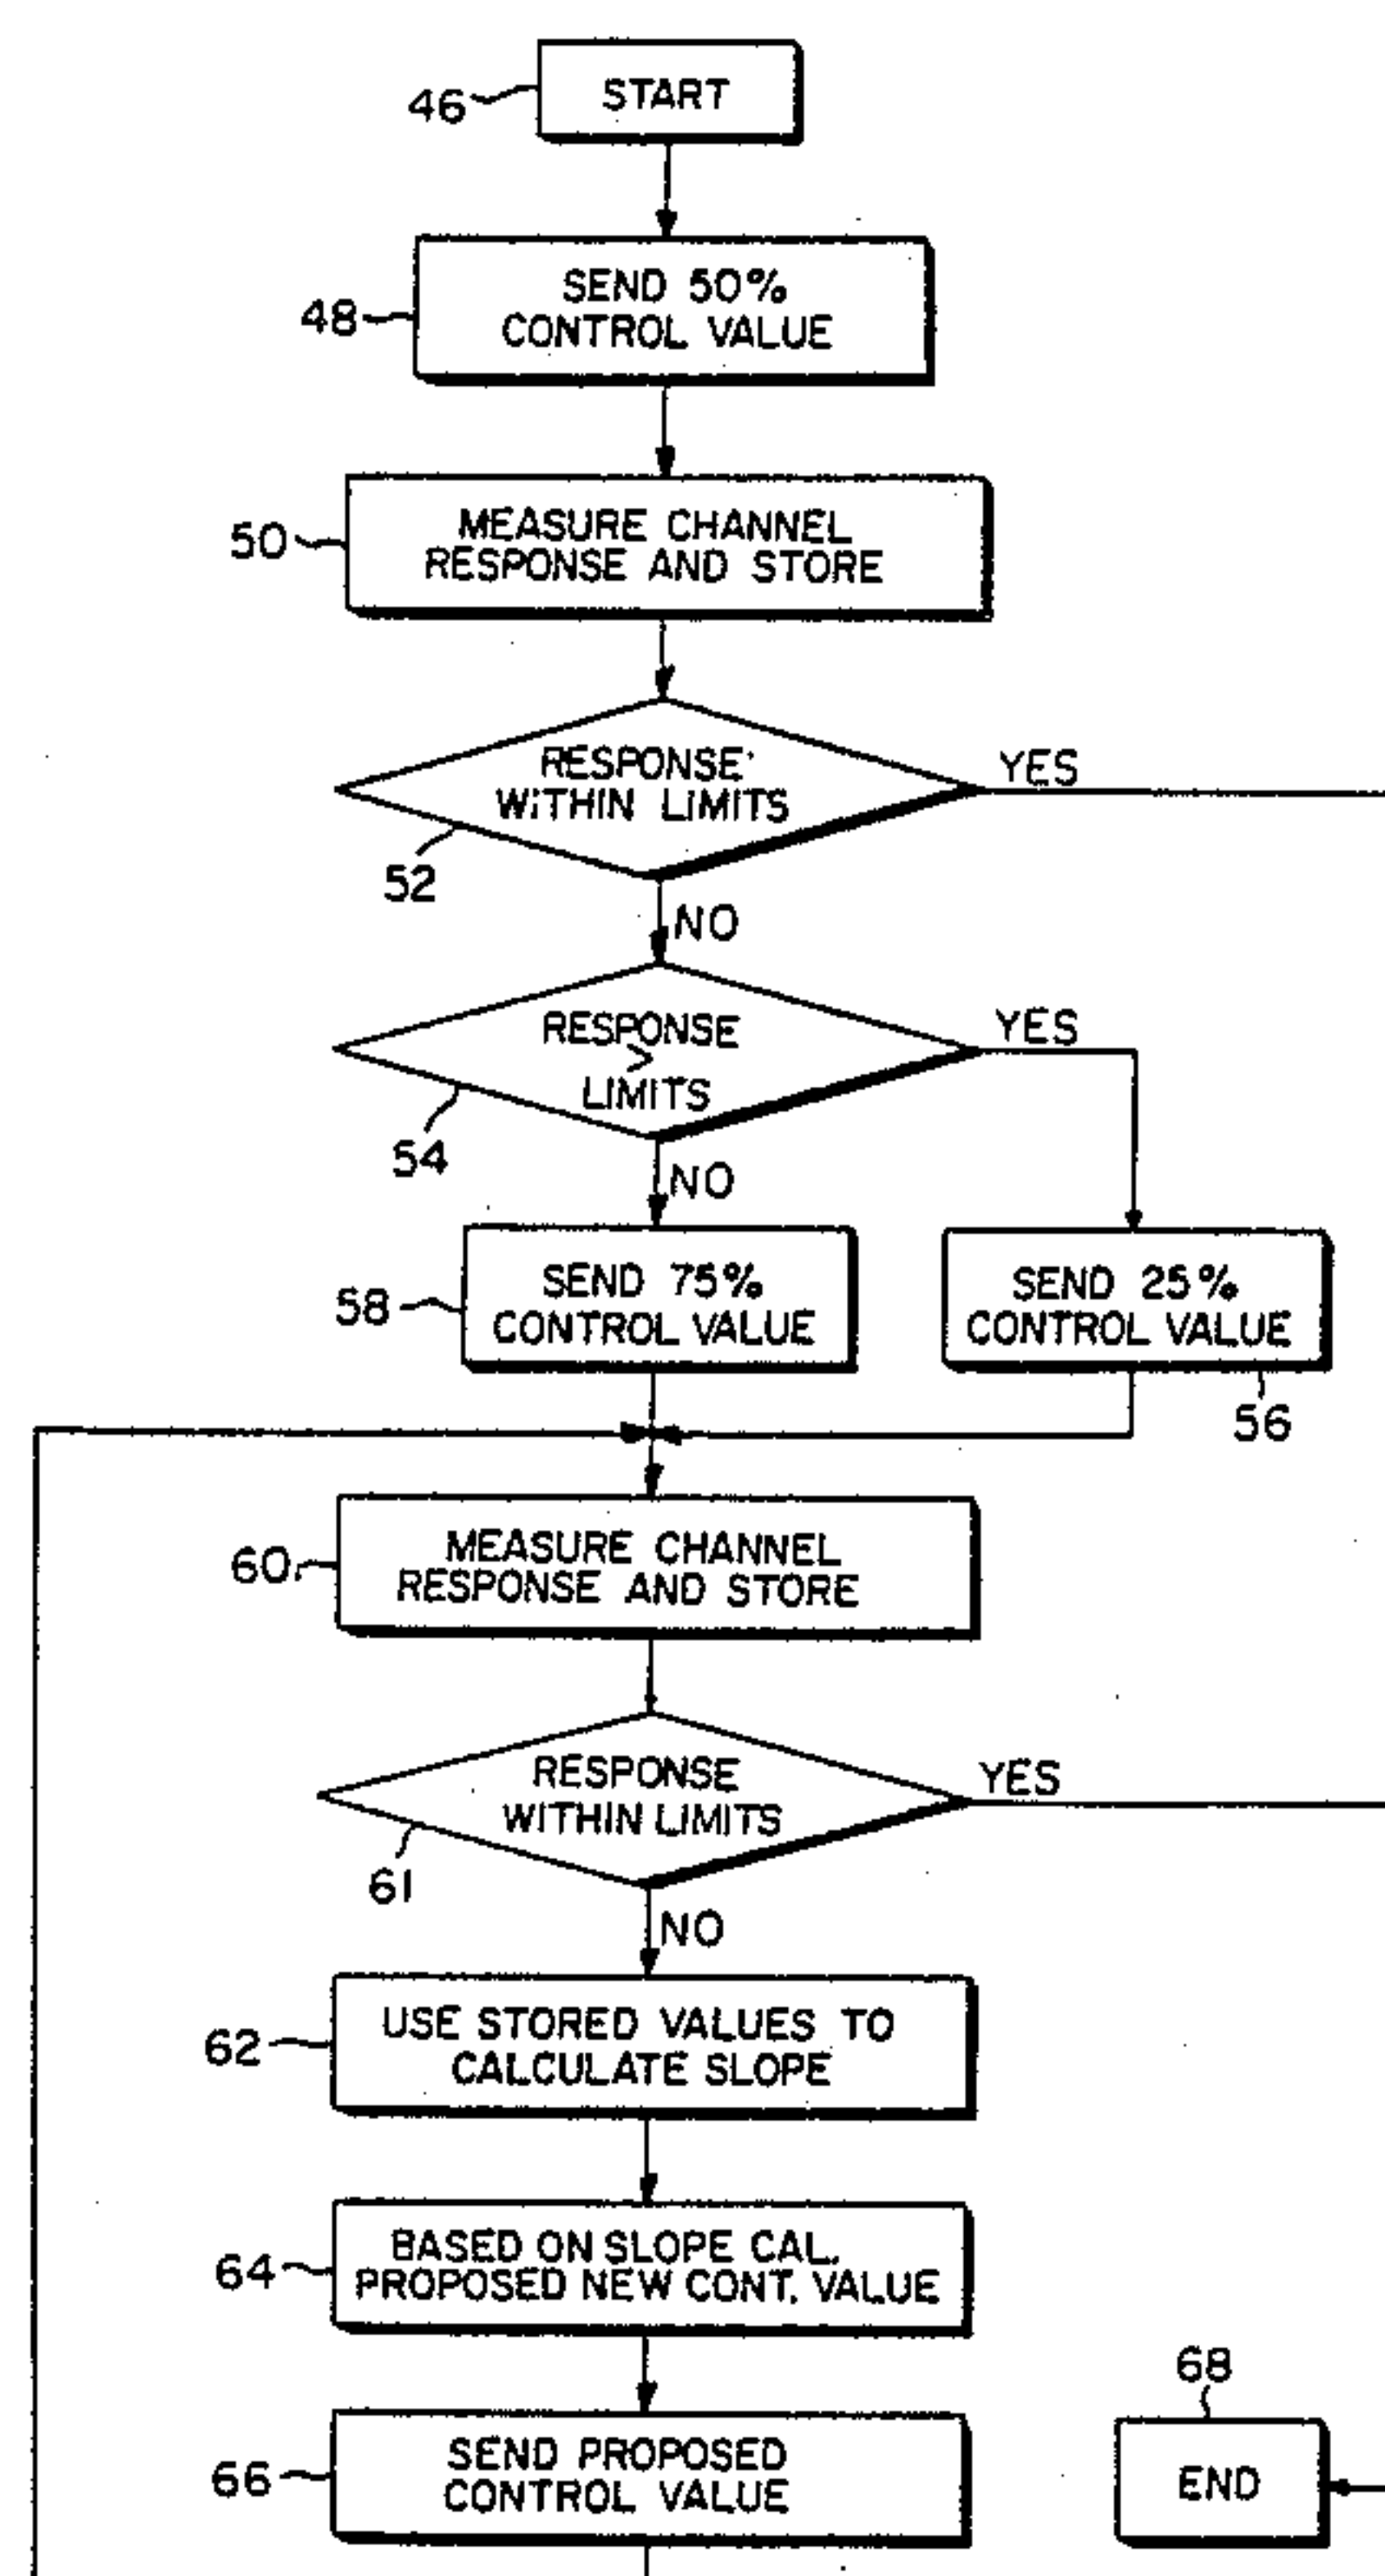 START
46
SEND 50%
CONTROL VALUE
48
MEASURE CHANNEL
RESPONSE AND STORE
50
RESPONSE
WITHIN LIMITS
YES
52
NO
RESPONSE
>
LIMITS
YES
54
NO
SEND 75%
CONTROL VALUE
58
SEND 25%
CONTROL VALUE
56
MEASURE CHANNEL
RESPONSE AND STORE
60
RESPONSE
WITHIN LIMITS
YES
61
NO
USE STORED VALUES TO
CALCULATE SLOPE
62
BASED ON SLOPE CAL.
PROPOSED NEW CONT. VALUE
64
SEND PROPOSED
CONTROL VALUE
66
68
END